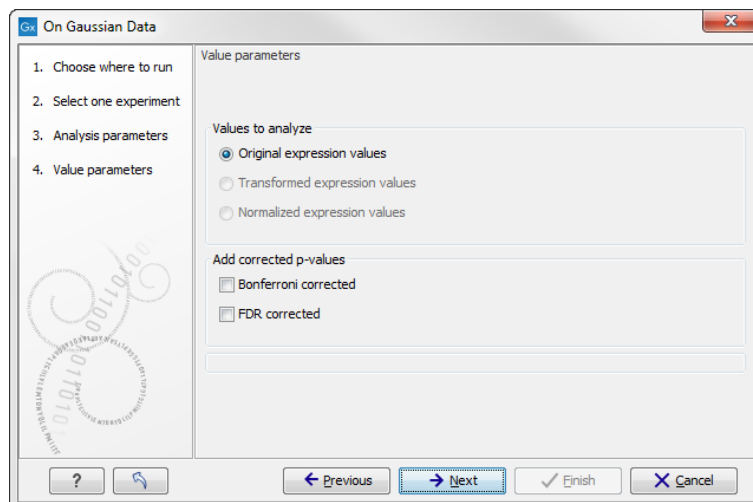 Gx On Gaussian Data
1. Choose where to run
2. Select one experiment
3. Analysis parameters
4. Value parameters
Value parameters
Values to analyze
Original expression values
Transformed expression values
Normalized expression values
Add corrected p-values
Bonferroni corrected
FDR corrected
?
Previous
Next
Finish
Cancel